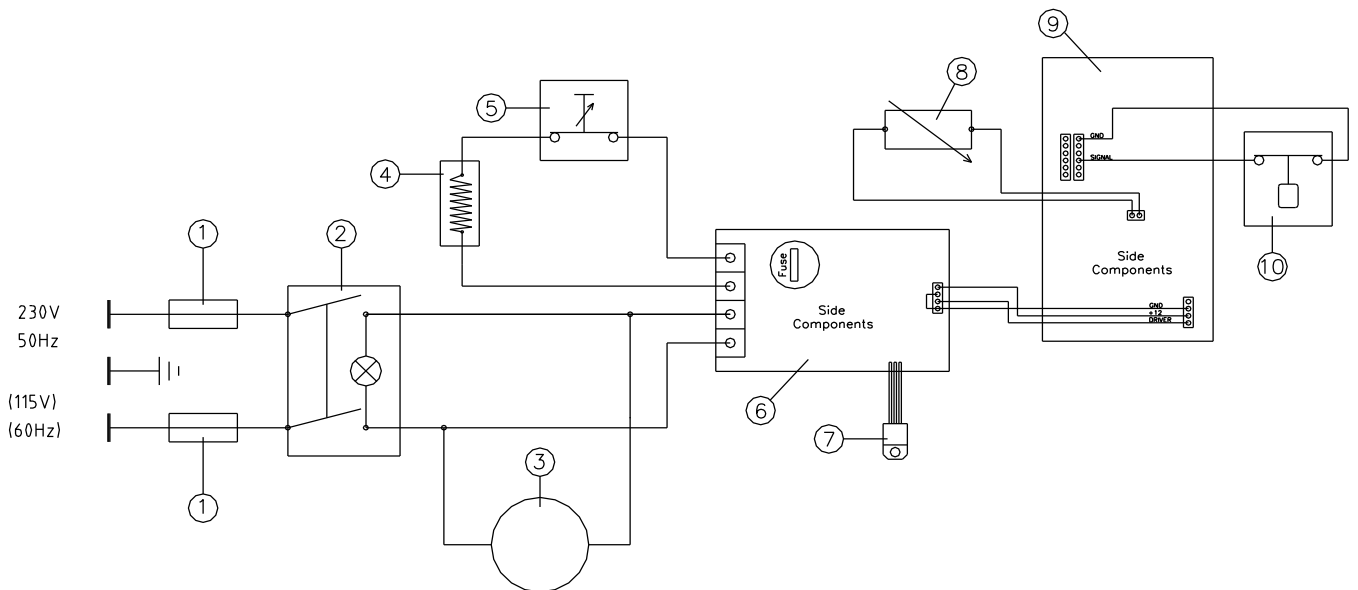 9
8
5
GND
SIGNAL
4
1
2
Fuse
10
Side
Components
230V
50Hz
Side
Components
GND
+12
DRIVER
(115V)
(60Hz)
6
7
3
1